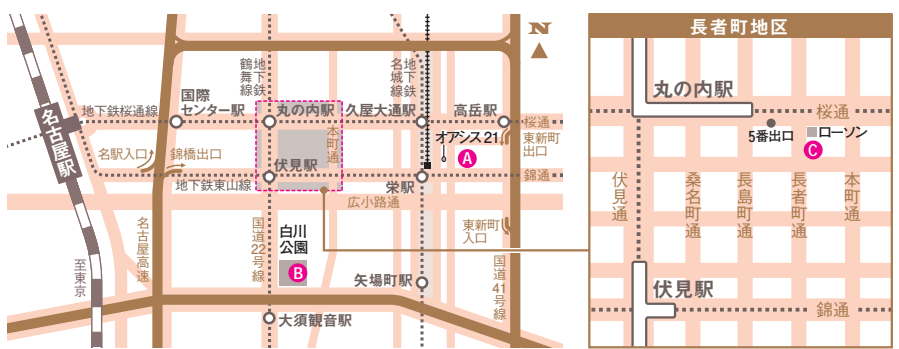 地下鉄
鶴舞線
地下鉄
名城線
N
国際
センター駅
丸の内駅
久屋大通駅
高岳駅
地下鉄桜通線
桜通
名古屋駅
本町通
オアシス21
A
東新町
出口
名駅入口
錦橋出口
伏見駅
地下鉄東山線
栄駅
錦通
広小路通
名古屋高速
国道22号線
白川
公園
B
東新町
入口
至東京
矢場町駅
国道41号線
大須観音駅
長者町地区
丸の内駅
桜通
5番出口
ローソン
C
伏見通
桑名町通
長島町通
長者町通
本町通
伏見駅
錦通